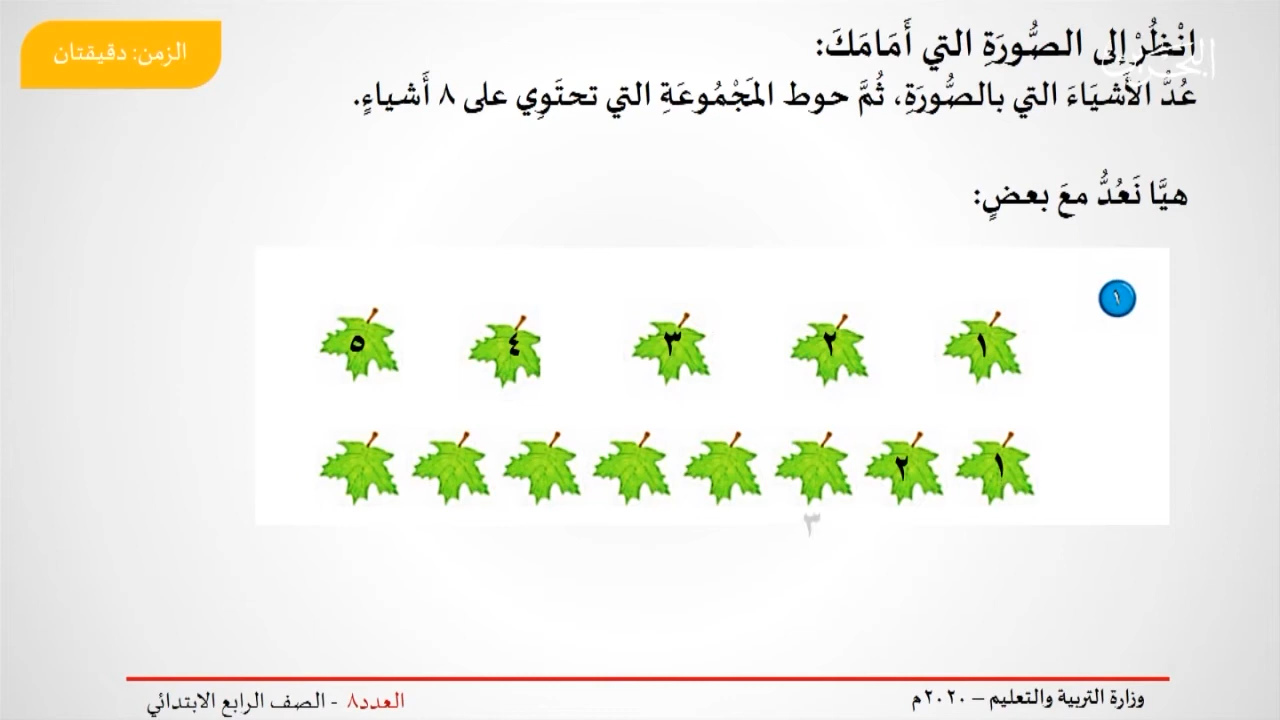 الزمن: دقيقتان
انْظُرْ إلى الصُّورَةِ التي أَمَامَكَ:
عُدَّ الأَشيَاءَ التي بالصُّورَةِ، ثُمَّ حوط المَجْمُوعَةِ التي تحتَوِي على ٨ أَشياءٍ.
هيَّا نَعُدُّ معَ بعضٍ:
١
١ ٢ ٣ ٤ ٥
١ ٢
٣
وزارة التربية والتعليم – ٢٠٢٠م
العدد٨ - الصف الرابع الابتدائي